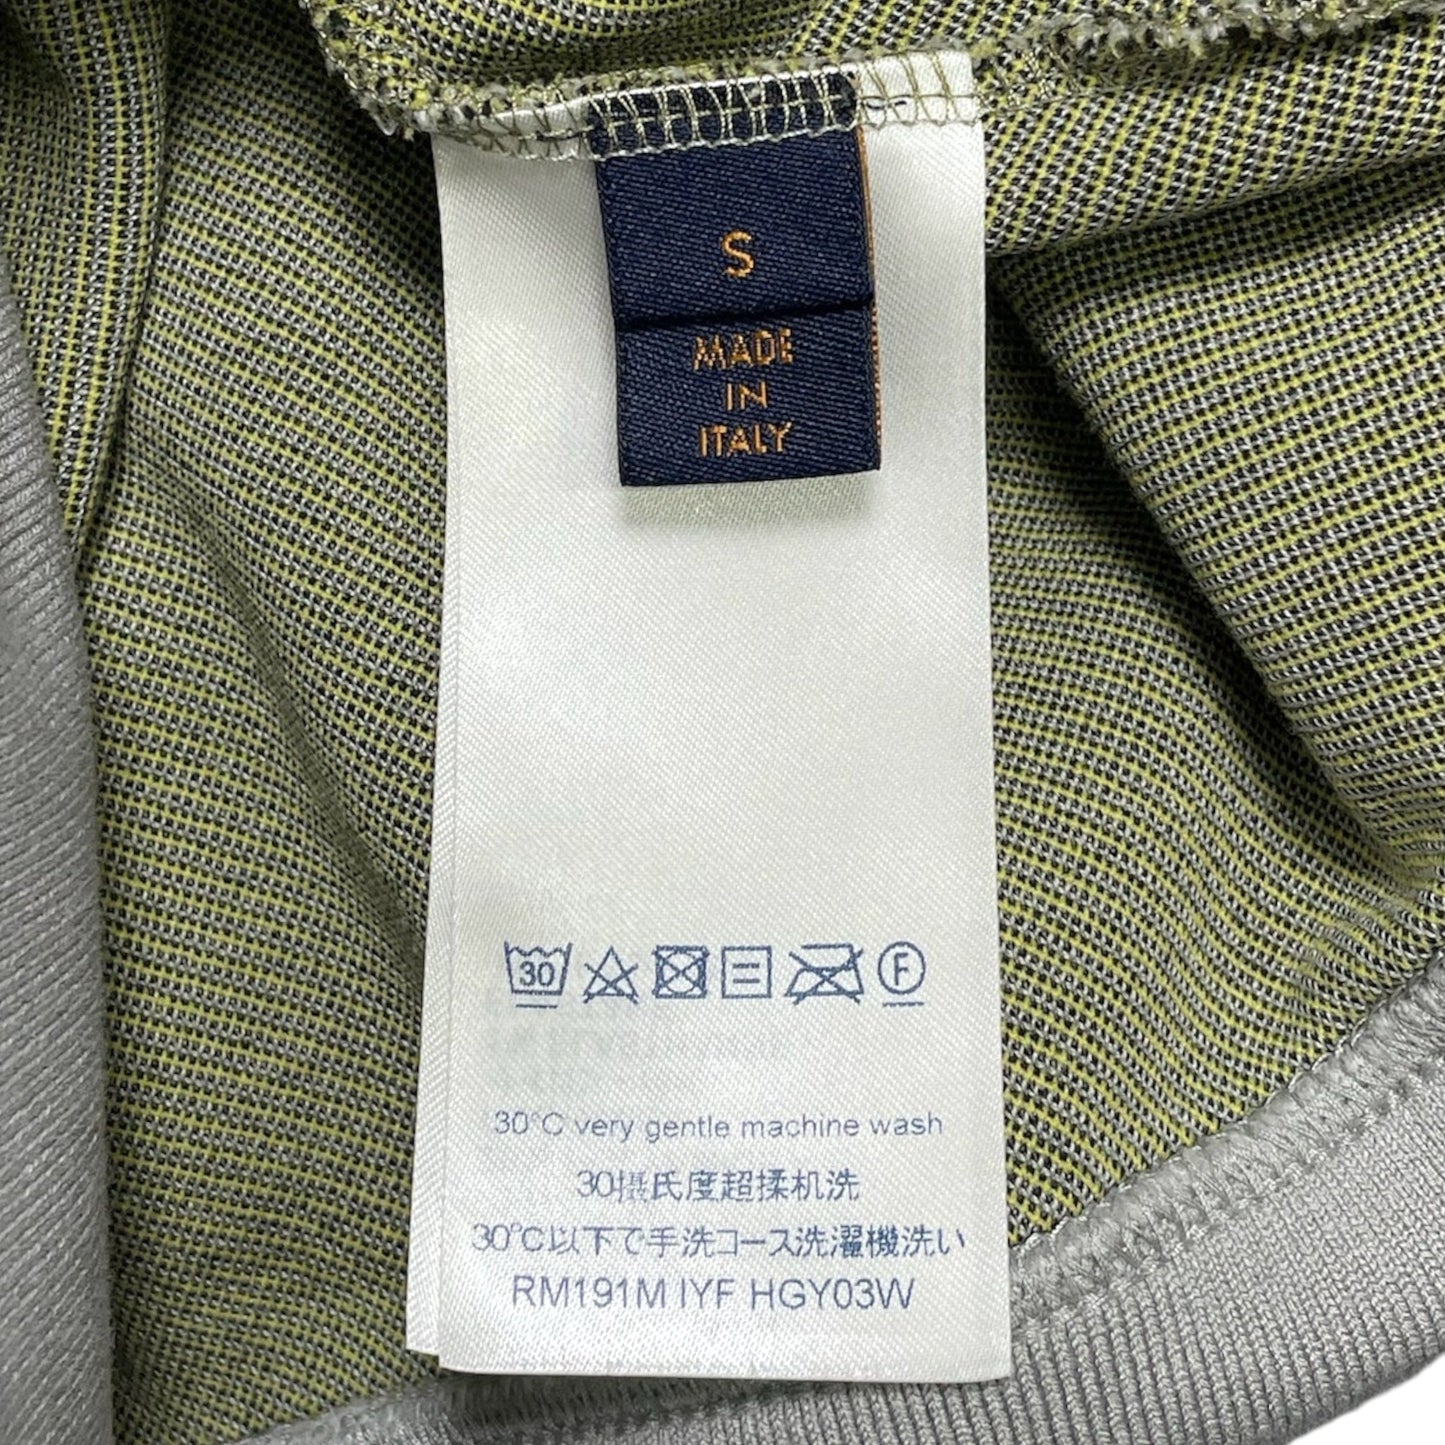 S
MADE
IN
ITALY
30 F
30°C very gentle machine wash
30摄氏度超揉机洗
30℃以下で手洗コース洗濯機洗い
RM191M IYF HGY03W